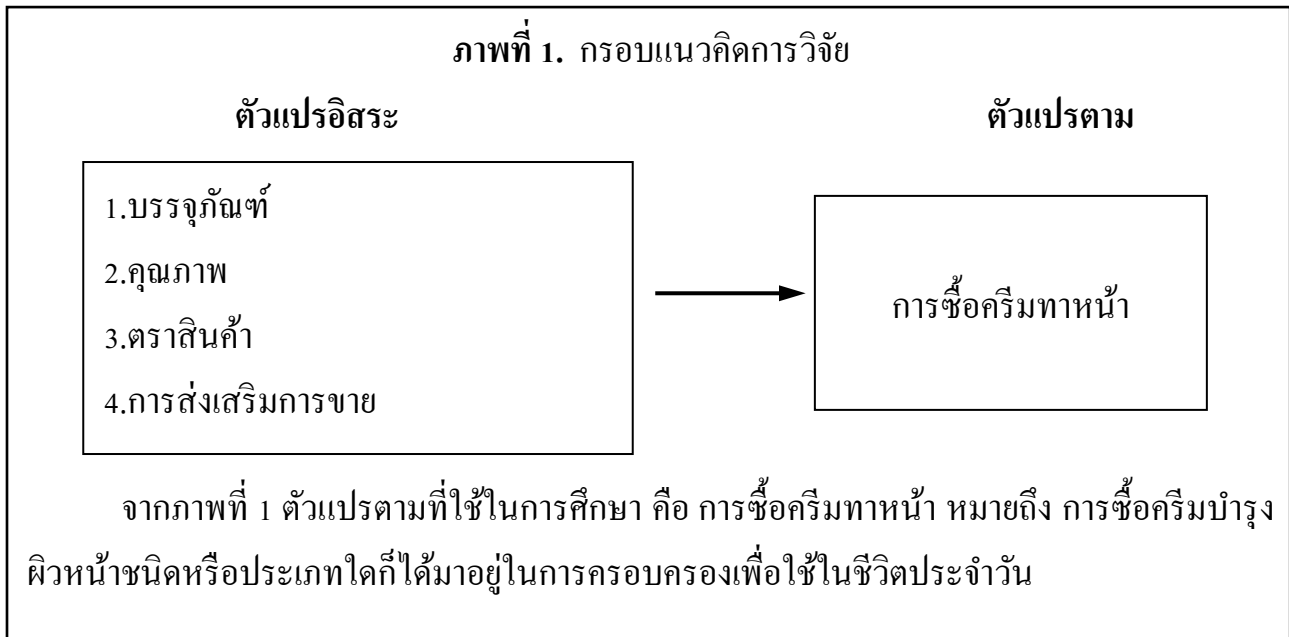 ภาพที่ 1. กรอบแนวคิดการวิจัย
ตัวแปรอิสระ
ตัวแปรตาม
1.บรรจุภัณฑ์
2.คุณภาพ
3.ตราสินค้า
4.การส่งเสริมการขาย
การซื้อครีมทาหน้า
จากภาพที่ 1 ตัวแปรตามที่ใช้ในการศึกษา คือ การซื้อครีมทาหน้า หมายถึง การซื้อครีมบำรุง
ผิวหน้าชนิดหรือประเภทใดก็ได้มาอยู่ในการครอบครองเพื่อใช้ในชีวิตประจำวัน